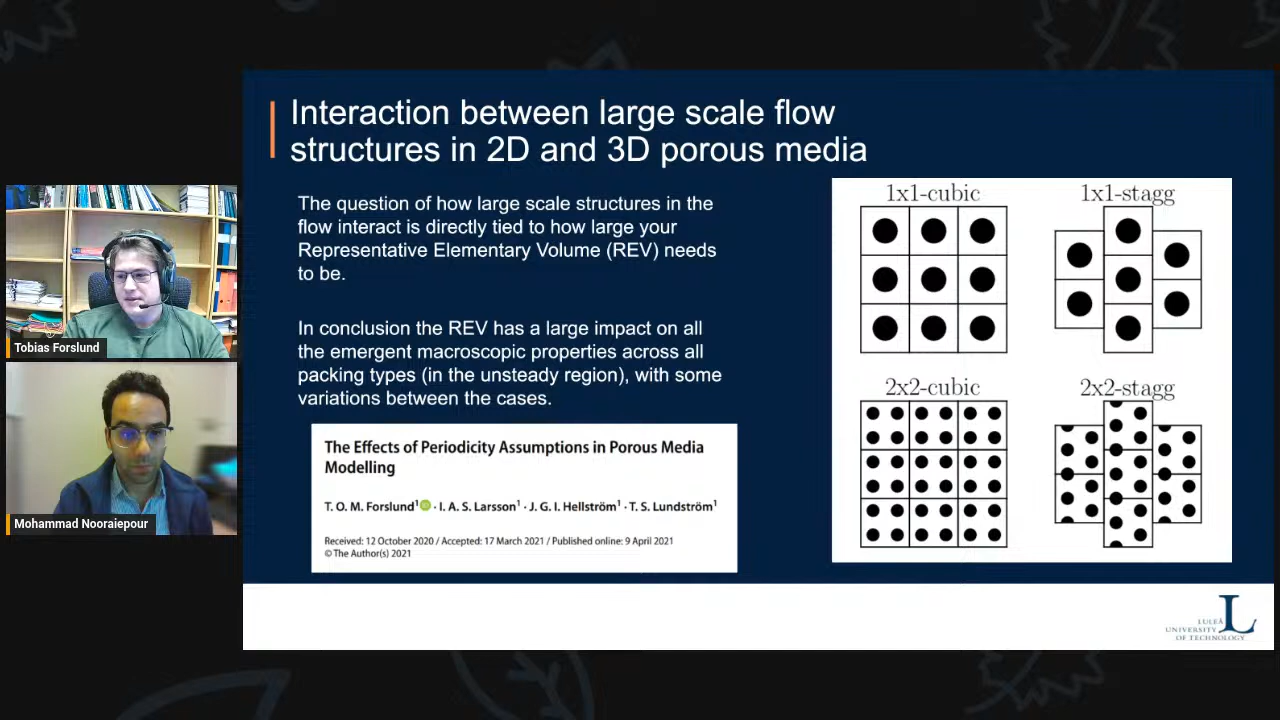 Interaction between large scale flow
structures in 2D and 3D porous media
The question of how large scale structures in the
flow interact is directly tied to how large your
Representative Elementary Volume (REV) needs
to be.
In conclusion the REV has a large impact on all
the emergent macroscopic properties across all
packing types (in the unsteady region), with some
variations between the cases.
The Effects of Periodicity Assumptions in Porous Media
Modelling
T. O. M. Forslund¹ · I. A. S. Larsson¹ · J. G. I. Hellström¹ · T. S. Lundström¹
Received: 12 October 2020 / Accepted: 17 March 2021 / Published online: 9 April 2021
© The Author(s) 2021
1x1-cubic
1x1-stagg
2x2-cubic
2x2-stagg
Tobias Forslund
Mohammad Nooraiepour
LULEÅ
UNIVERSITY
OF TECHNOLOGY
L